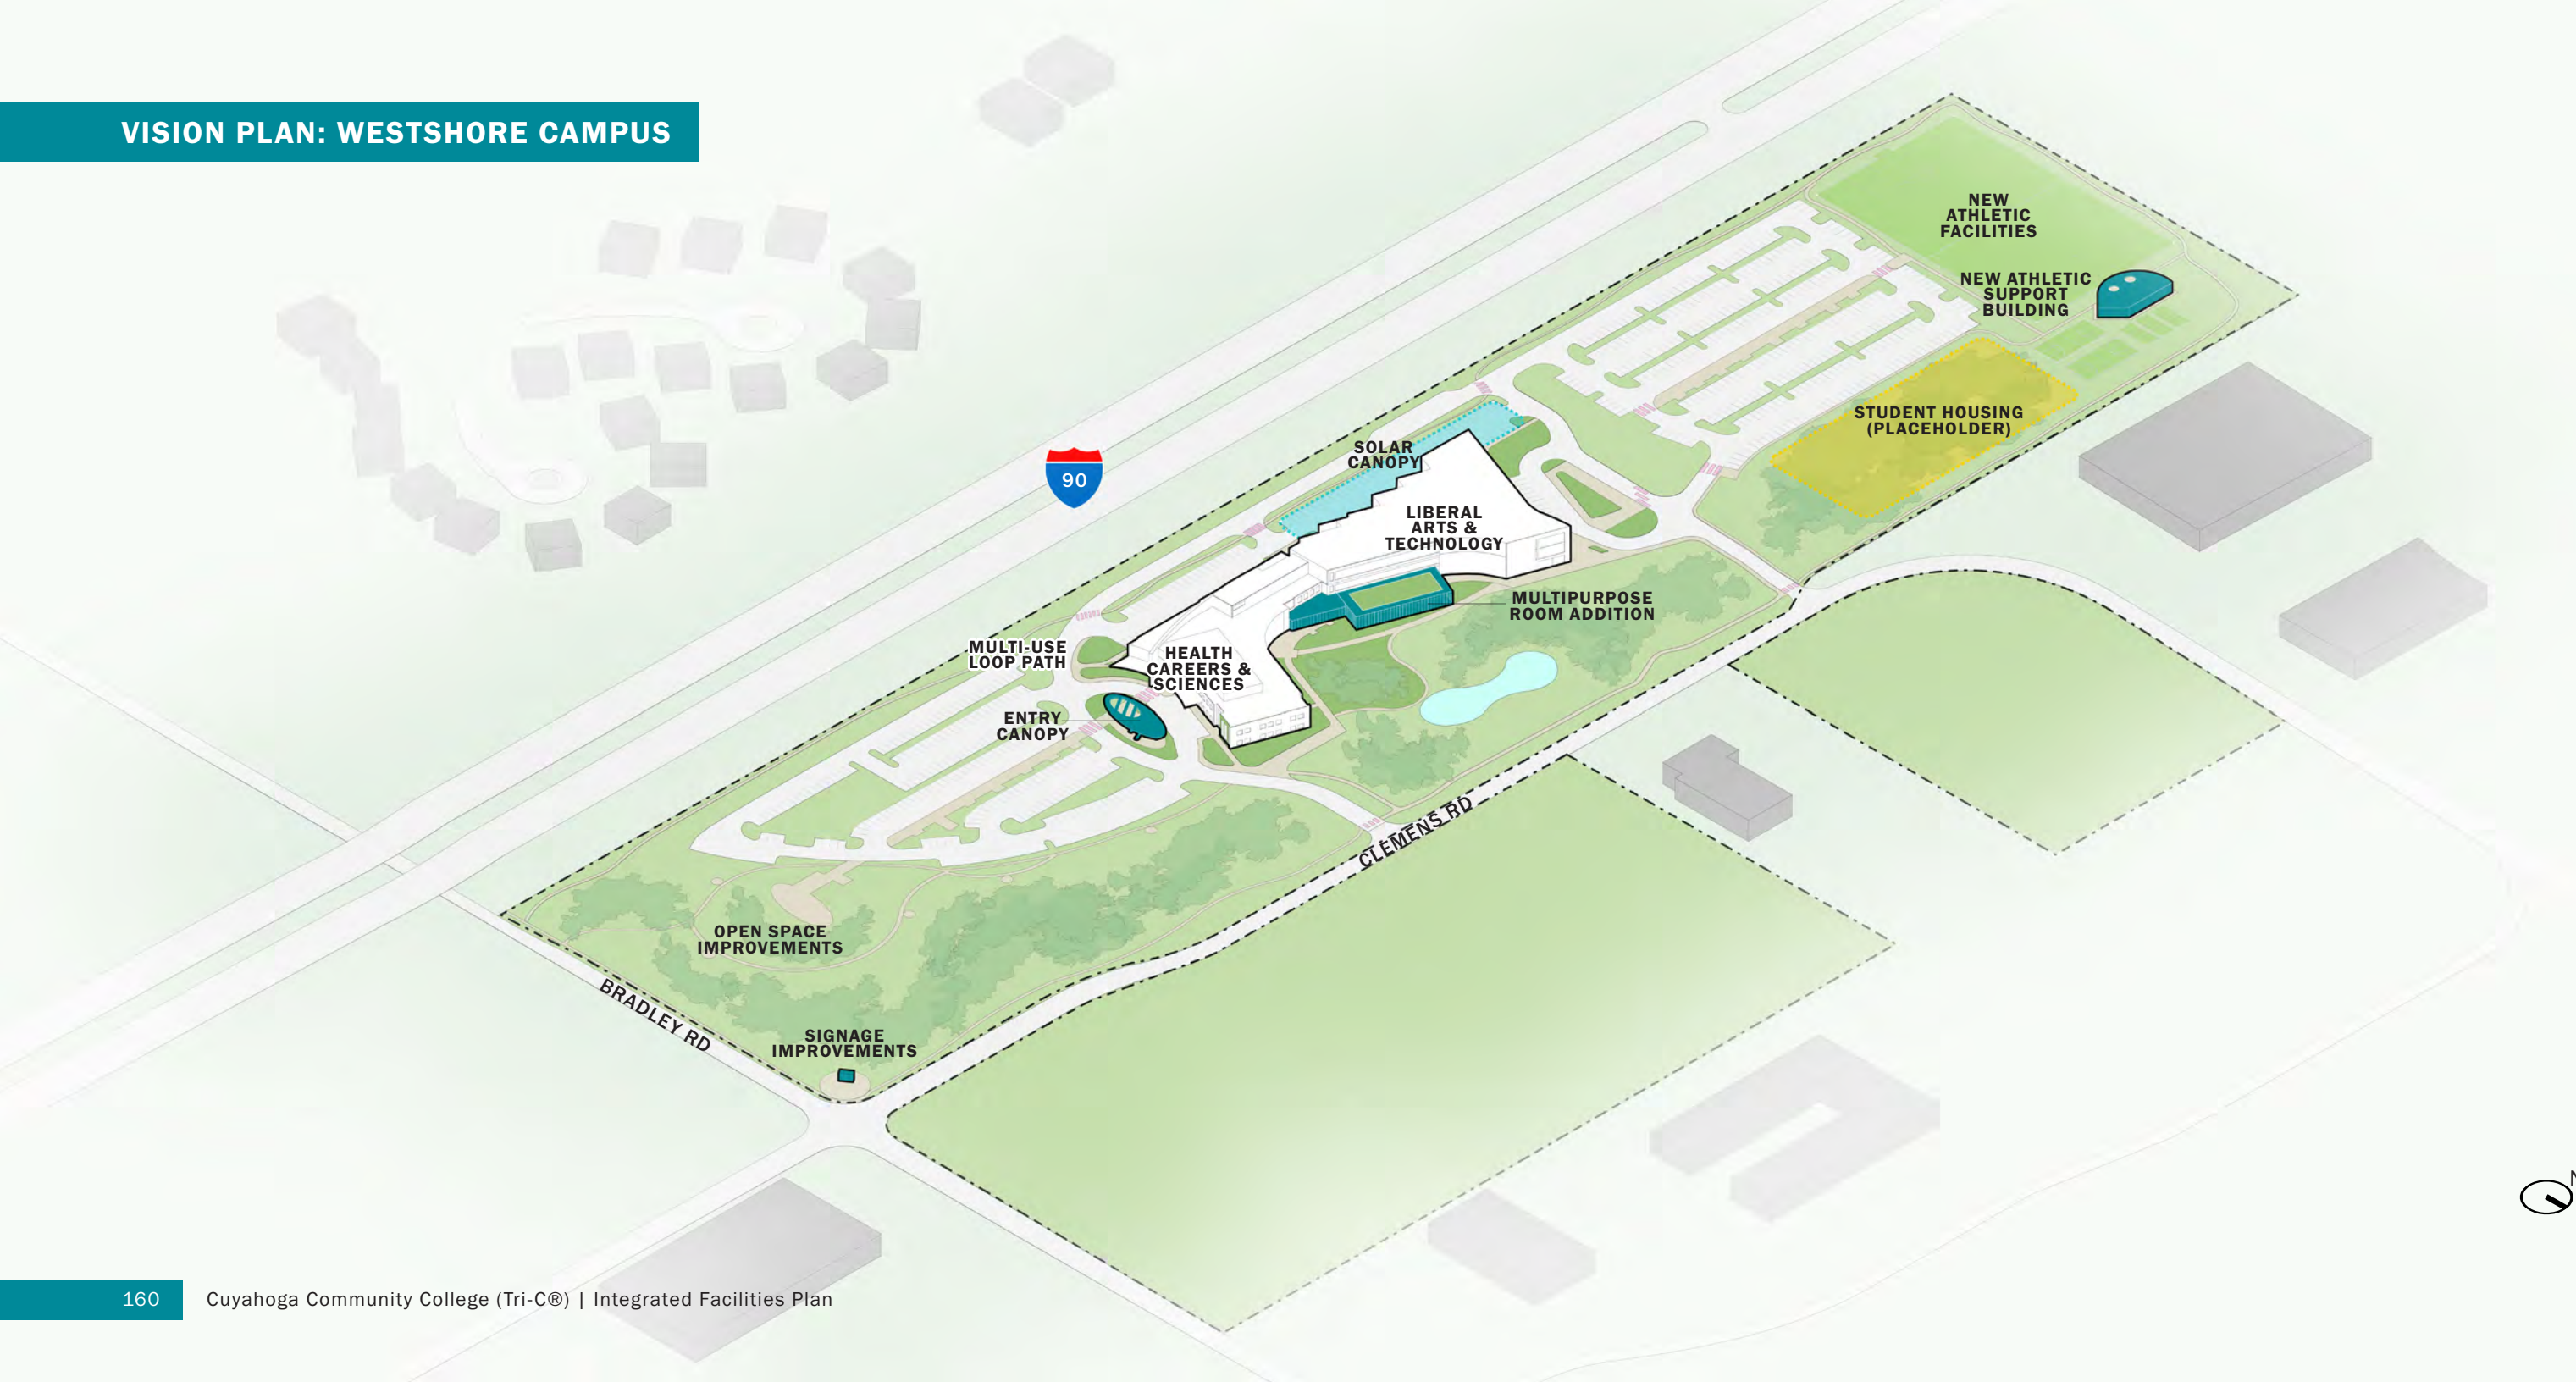 VISION PLAN: WESTSHORE CAMPUS
NEW
ATHLETIC
FACILITIES
NEW ATHLETIC
SUPPORT
BUILDING
STUDENT HOUSING
(PLACEHOLDER)
SOLAR
CANOPY
90
LIBERAL
ARTS &
TECHNOLOGY
MULTIPURPOSE
ROOM ADDITION
MULTI-USE
LOOP PATH
HEALTH
CAREERS &
SCIENCES
ENTRY
CANOPY
CLEMENS RD
OPEN SPACE
IMPROVEMENTS
BRADLEY RD
SIGNAGE
IMPROVEMENTS
N
160
Cuyahoga Community College (Tri-C®) | Integrated Facilities Plan